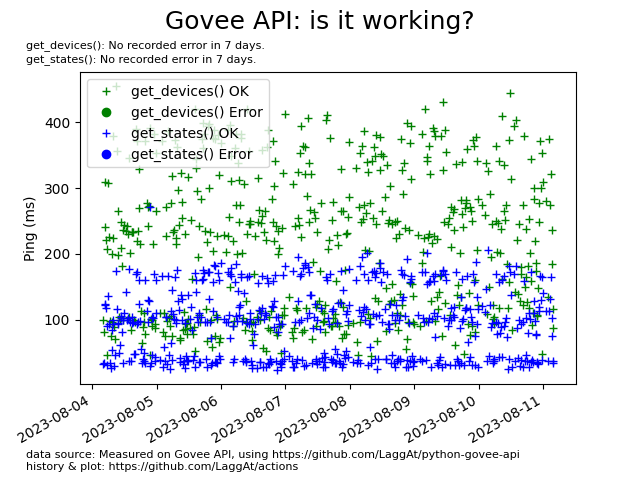 Govee API: is it working?
get_devices(): No recorded error in 7 days.
get_states(): No recorded error in 7 days.
get_devices() OK
get_devices() Error
get_states() OK
get_states() Error
Ping (ms)
400
300
200
100
2023-08-04
2023-08-05
2023-08-06
2023-08-07
2023-08-08
2023-08-09
2023-08-10
2023-08-11
data source: Measured on Govee API, using https://github.com/LaggAt/python-govee-api
history & plot: https://github.com/LaggAt/actions